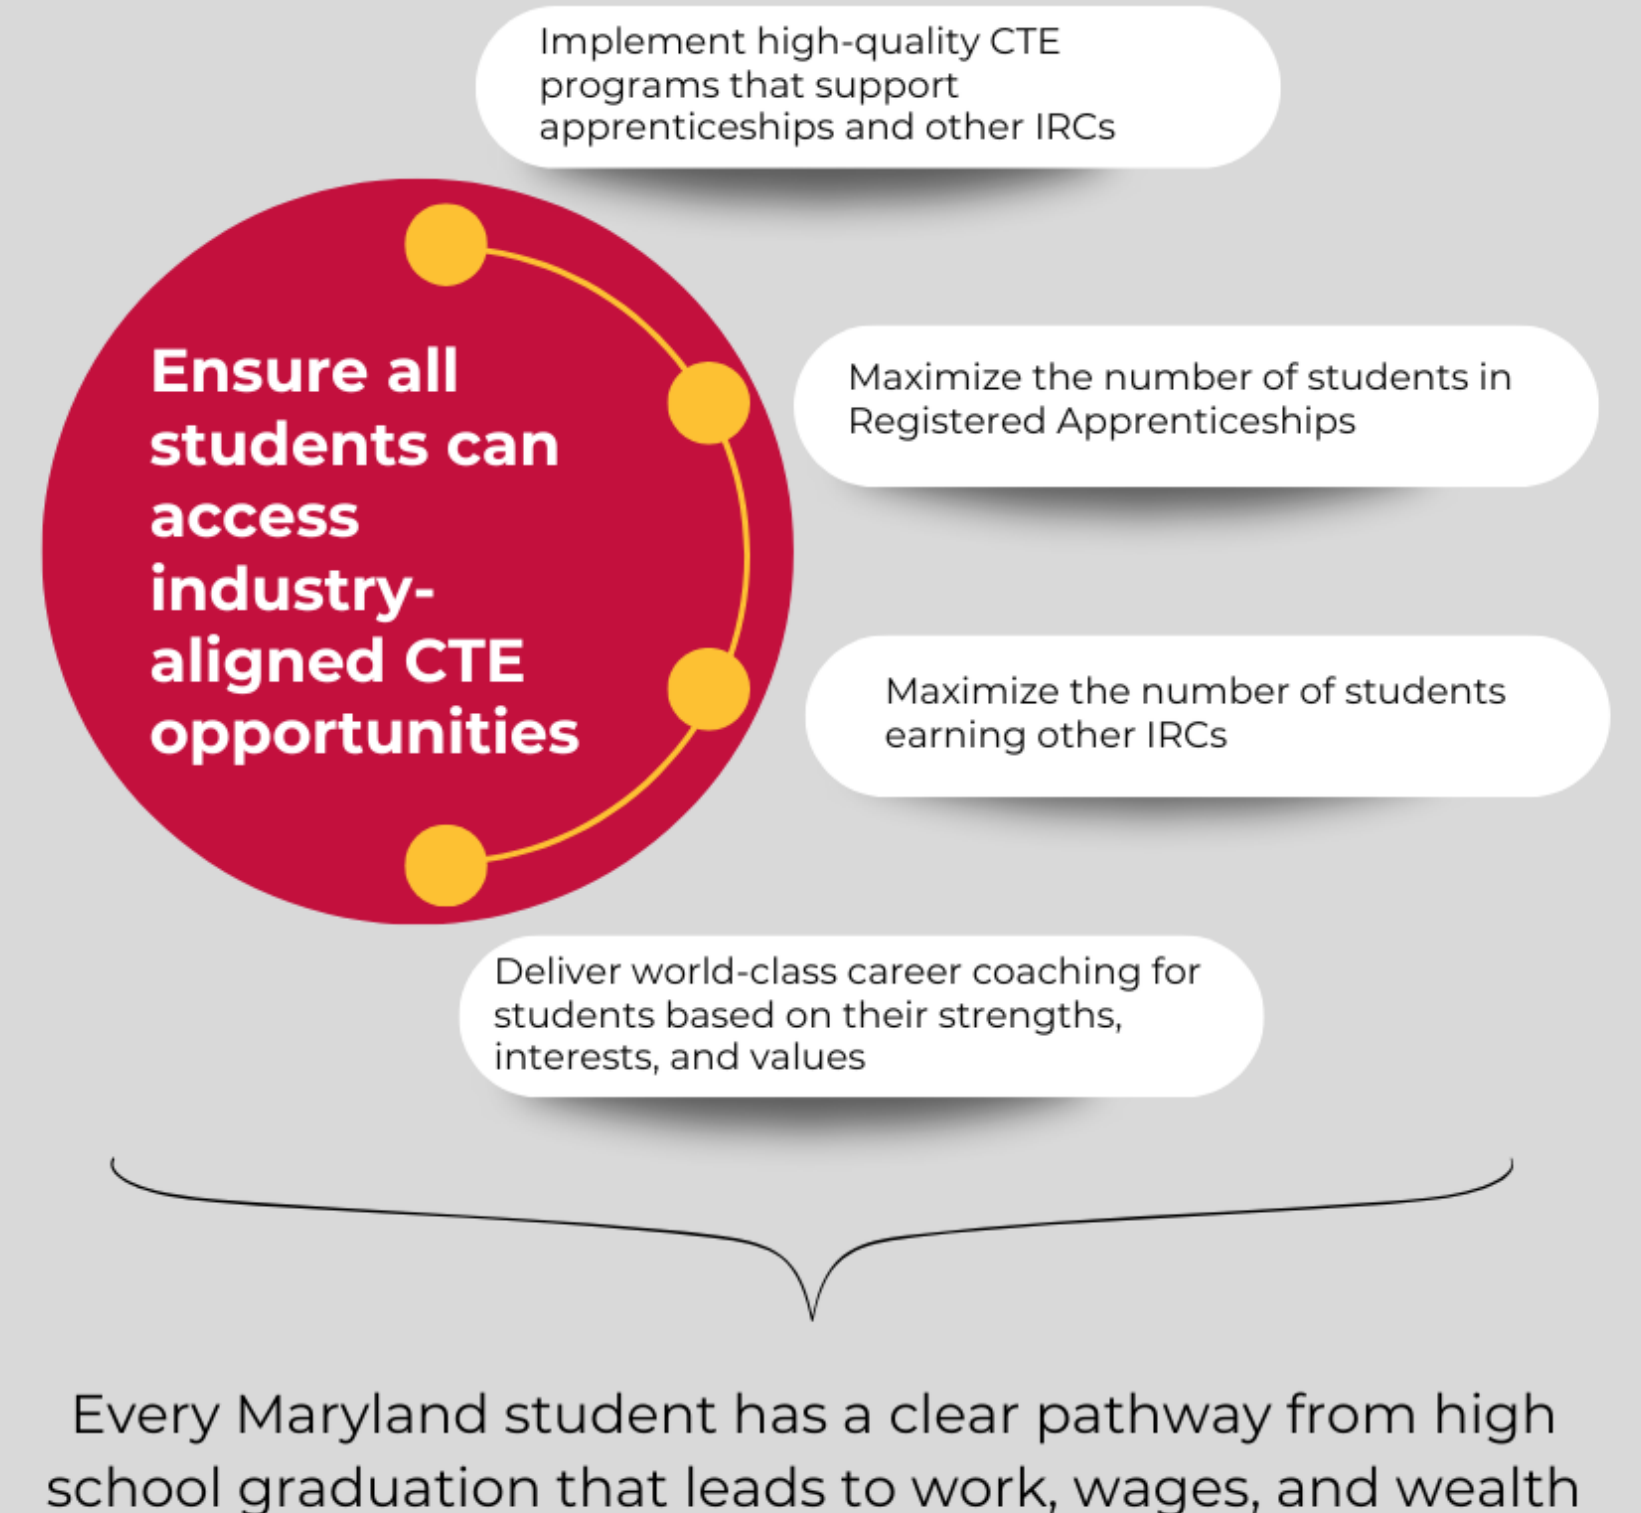 Implement high-quality CTE
programs that support
apprenticeships and other IRCs
Ensure all
students can
access
industry-
aligned CTE
opportunities
Maximize the number of students in
Registered Apprenticeships
Maximize the number of students
earning other IRCs
Deliver world-class career coaching for
students based on their strengths,
interests, and values
Every Maryland student has a clear pathway from high
school graduation that leads to work, wages, and wealth